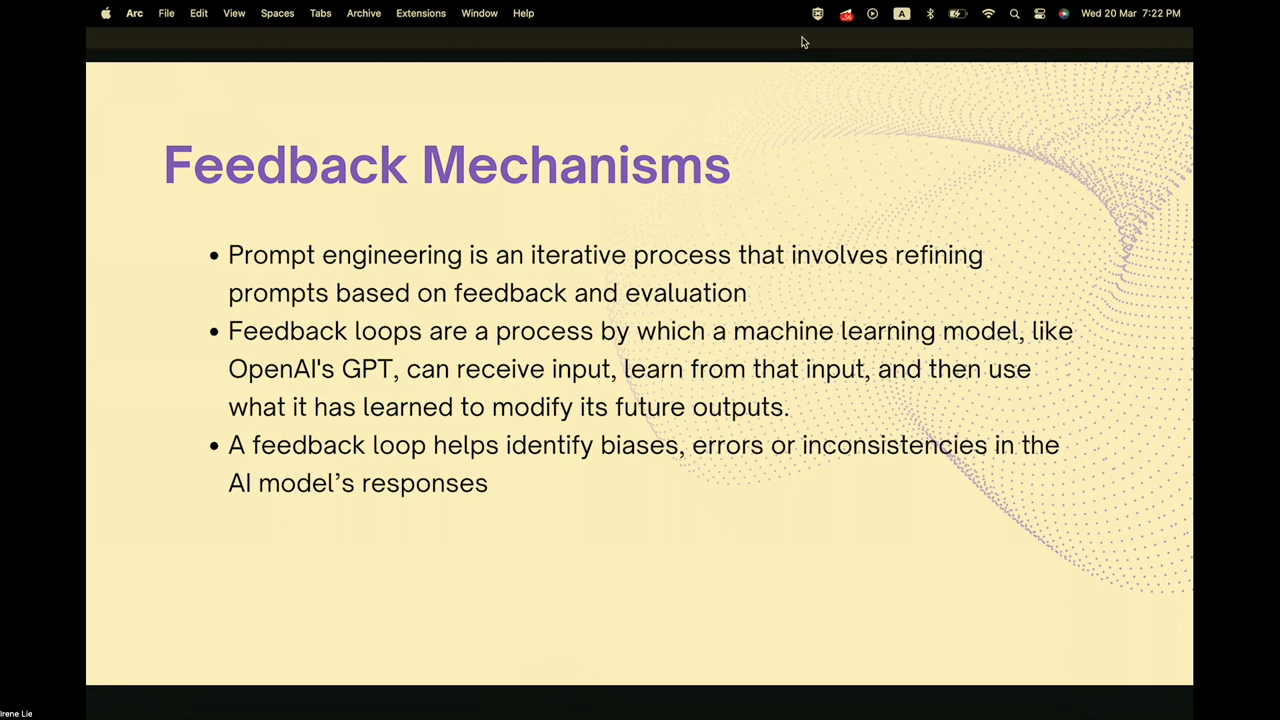 Arc File Edit View Spaces Tabs Archive Extensions Window Help A Wed 20 Mar 7:22 PM
Feedback Mechanisms
• Prompt engineering is an iterative process that involves refining
prompts based on feedback and evaluation
• Feedback loops are a process by which a machine learning model, like
OpenAI's GPT, can receive input, learn from that input, and then use
what it has learned to modify its future outputs.
• A feedback loop helps identify biases, errors or inconsistencies in the
AI model’s responses
Irene Lie